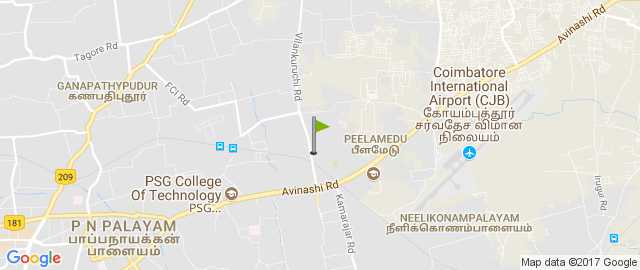 Tagore Rd
Vilankuruchi Rd
Avinashi Rd
GANAPATHYPUDUR
கணபதிபுதூர்
FCI Rd
Coimbatore
International
Airport (CJB)
கோயம்புத்தூர்
சர்வதேச விமான
நிலையம்
PEELAMEDU
பீளமேடு
209
PSG College
Of Technology
PSG...
Avinashi Rd
Kamarajar Rd
Irugur Rd
181
P N PALAYAM
பாப்பநாயக்கன்
பாளையம்
NEELIKONAMPALAYAM
நீளிக்கொணம்பாளையம்
Google
Map data ©2017 Google